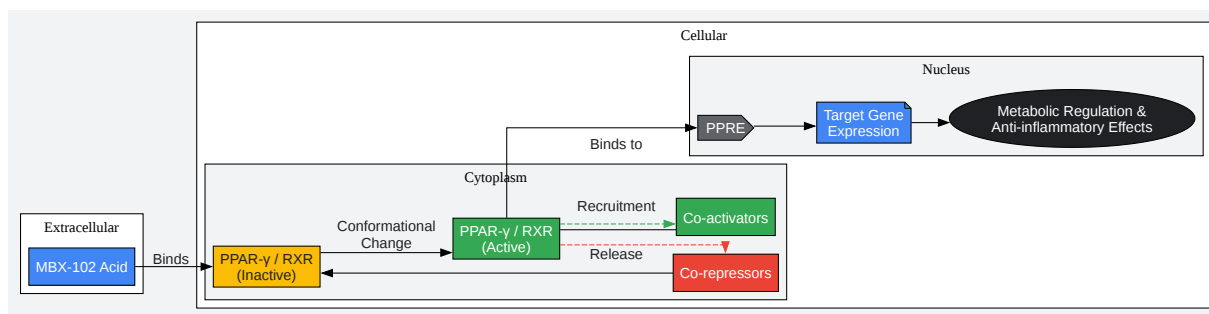 Cellular
Nucleus
PPRE
Target Gene
Expression
Metabolic Regulation &
Anti-inflammatory Effects
Binds to
Cytoplasm
Extracellular
MBX-102 Acid
Binds
PPAR-γ / RXR
(Inactive)
Conformational
Change
PPAR-γ / RXR
(Active)
Recruitment
Release
Co-activators
Co-repressors